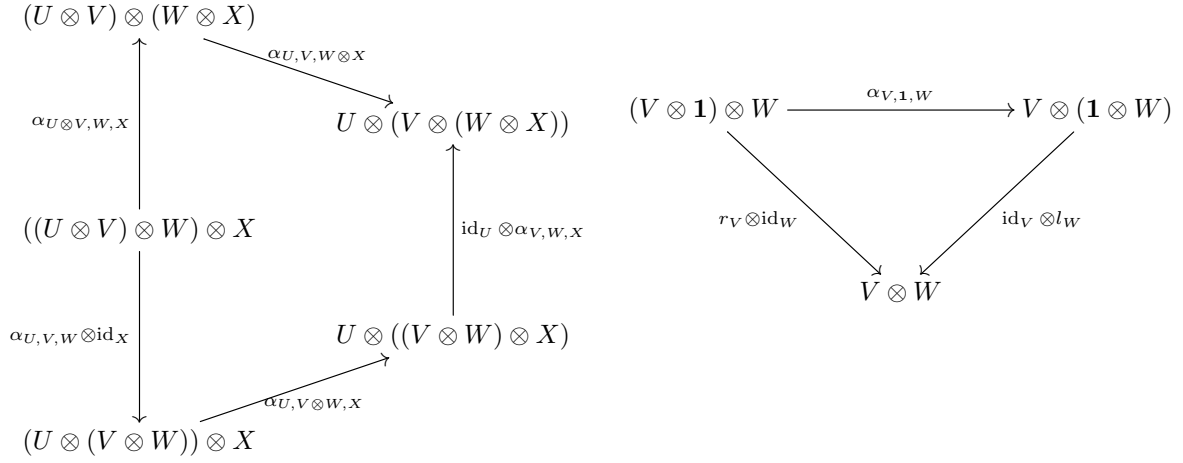 (U ⊗ V) ⊗ (W ⊗ X)
α_{U,V,W⊗X}
α_{U⊗V,W,X}
U ⊗ (V ⊗ (W ⊗ X))
((U ⊗ V) ⊗ W) ⊗ X
id_U ⊗α_{V,W,X}
α_{U,V,W} ⊗id_X
U ⊗ ((V ⊗ W) ⊗ X)
α_{U,V⊗W,X}
(U ⊗ (V ⊗ W)) ⊗ X
α_{V,𝟏,W}
(V ⊗ 𝟏) ⊗ W
V ⊗ (𝟏 ⊗ W)
r_V ⊗id_W
id_V ⊗l_W
V ⊗ W